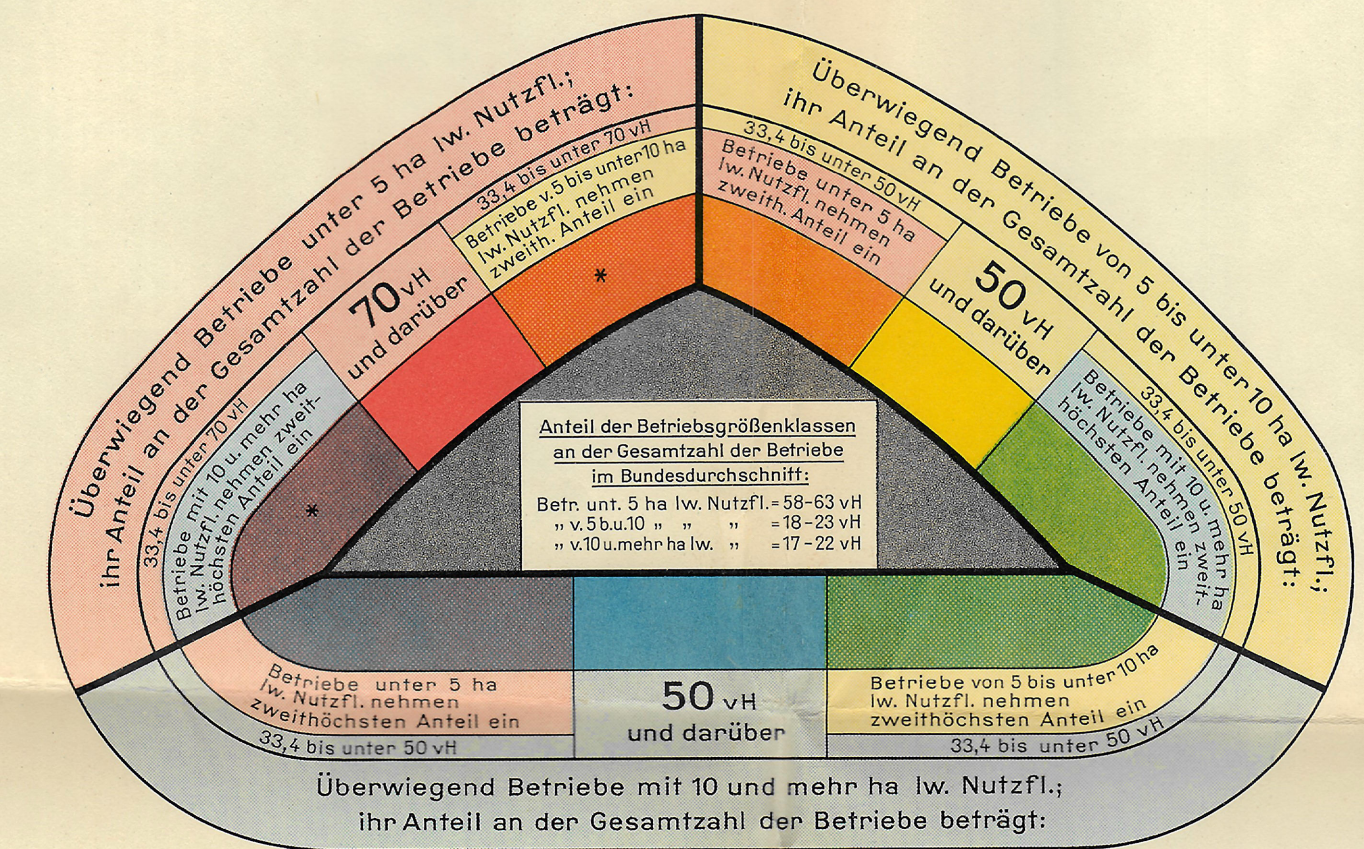 Überwiegend Betriebe unter 5 ha lw. Nutzfl.;
ihr Anteil an der Gesamtzahl der Betriebe beträgt:
33,4 bis unter 70 vH
Betriebe mit 10 u. mehr ha
lw. Nutzfl. nehmen zweit-
höchsten Anteil ein
*
70 vH
und darüber
33,4 bis unter 70 vH
Betriebe v. 5 bis unter 10 ha
lw. Nutzfl. nehmen
zweith. Anteil ein
*
Überwiegend Betriebe von 5 bis unter 10 ha lw. Nutzfl.;
ihr Anteil an der Gesamtzahl der Betriebe beträgt:
33,4 bis unter 50 vH
Betriebe unter 5 ha
lw. Nutzfl. nehmen
zweith. Anteil ein
50 vH
und darüber
33,4 bis unter 50 vH
Betriebe mit 10 u. mehr ha
lw. Nutzfl. nehmen zweit-
höchsten Anteil ein
Anteil der Betriebsgrößenklassen
an der Gesamtzahl der Betriebe
im Bundesdurchschnitt:
Betr. unt. 5 ha lw. Nutzfl. = 58-63 vH
„ v. 5 b.u.10 „ „ „ = 18-23 vH
„ v. 10 u. mehr ha lw. „ = 17-22 vH
Betriebe unter 5 ha
lw. Nutzfl. nehmen
zweithöchsten Anteil ein
33,4 bis unter 50 vH
50 vH
und darüber
Betriebe von 5 bis unter 10 ha
lw. Nutzfl. nehmen
zweithöchsten Anteil ein
33,4 bis unter 50 vH
Überwiegend Betriebe mit 10 und mehr ha lw. Nutzfl.;
ihr Anteil an der Gesamtzahl der Betriebe beträgt: